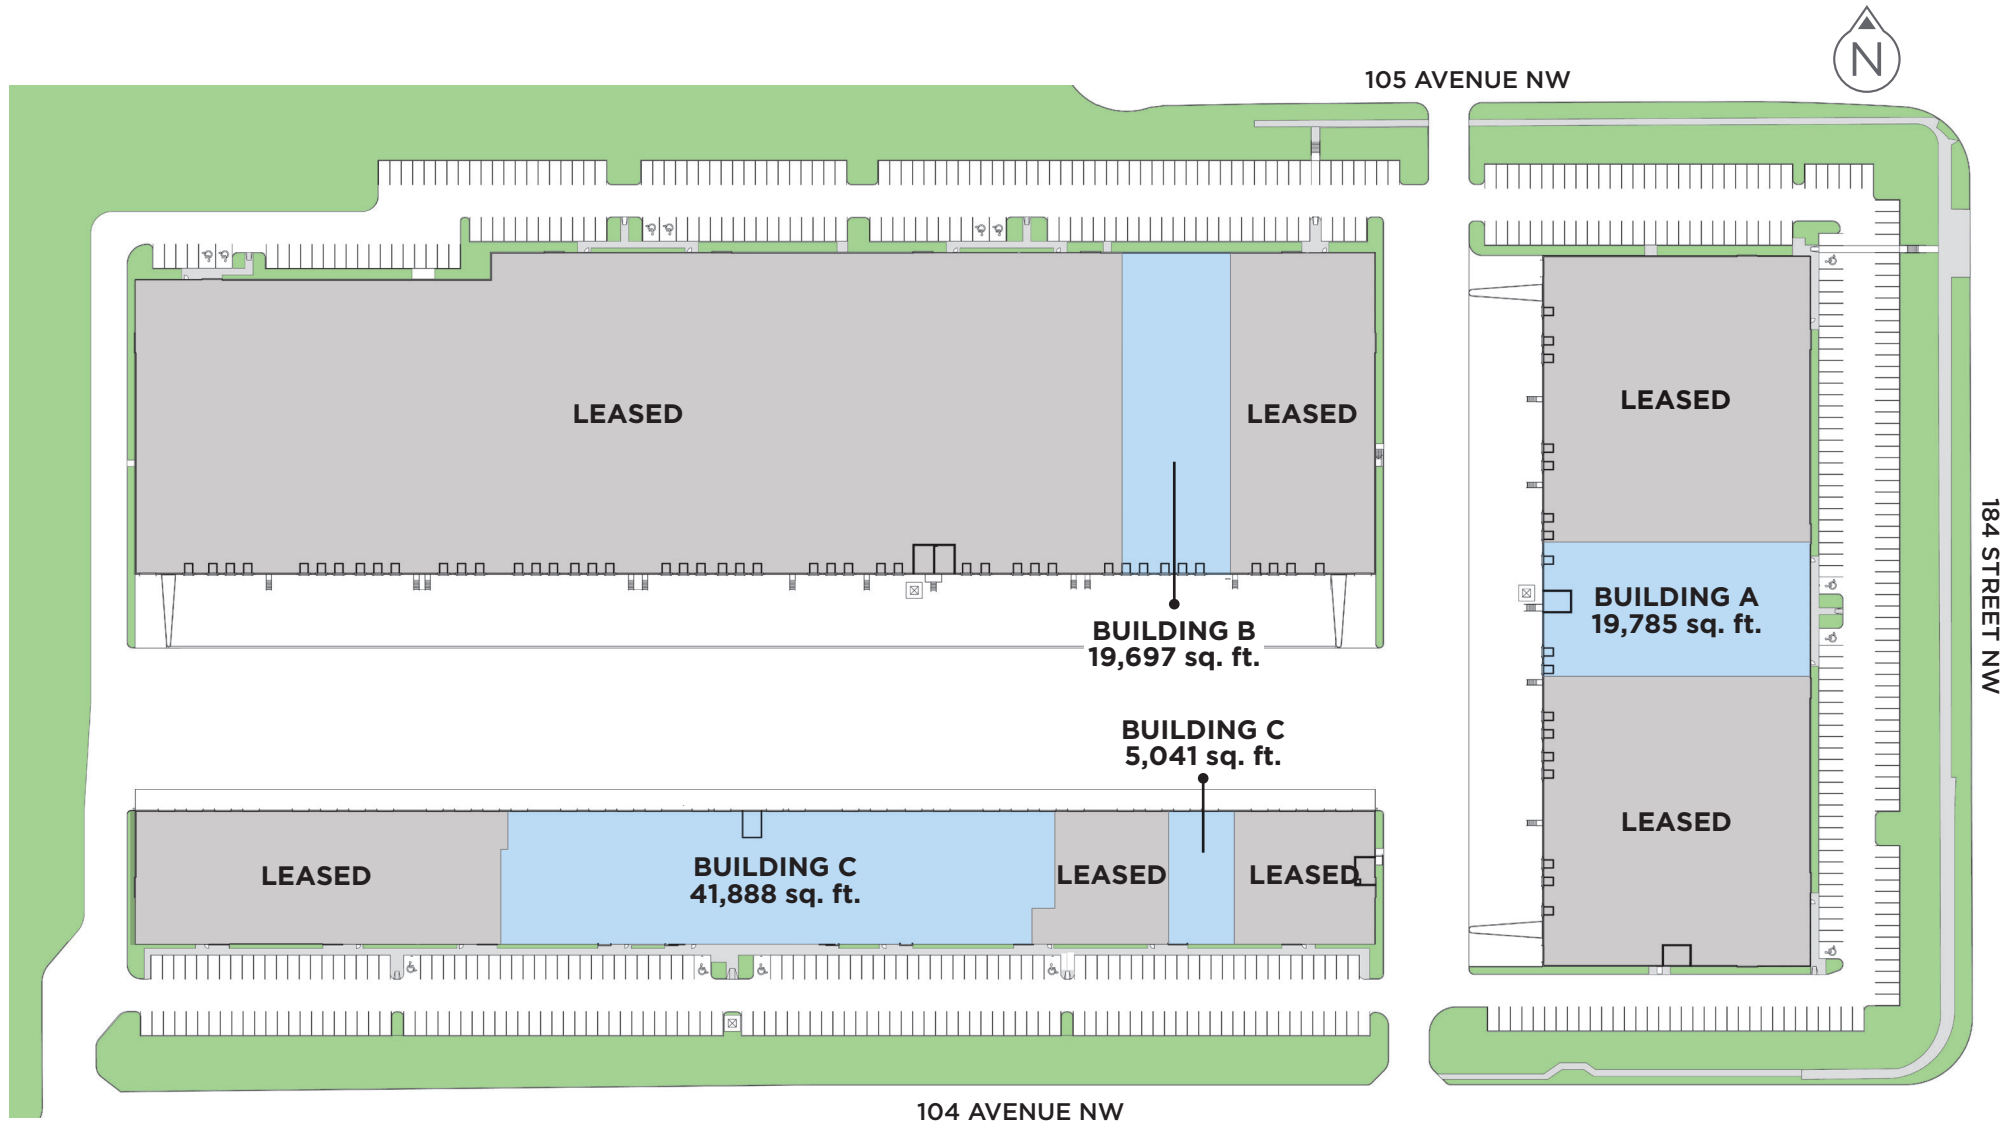 N
105 AVENUE NW
LEASED
LEASED
LEASED
184 STREET NW
BUILDING A
19,785 sq. ft.
BUILDING B
19,697 sq. ft.
BUILDING C
5,041 sq. ft.
LEASED
LEASED
BUILDING C
41,888 sq. ft.
LEASED
LEASED
104 AVENUE NW